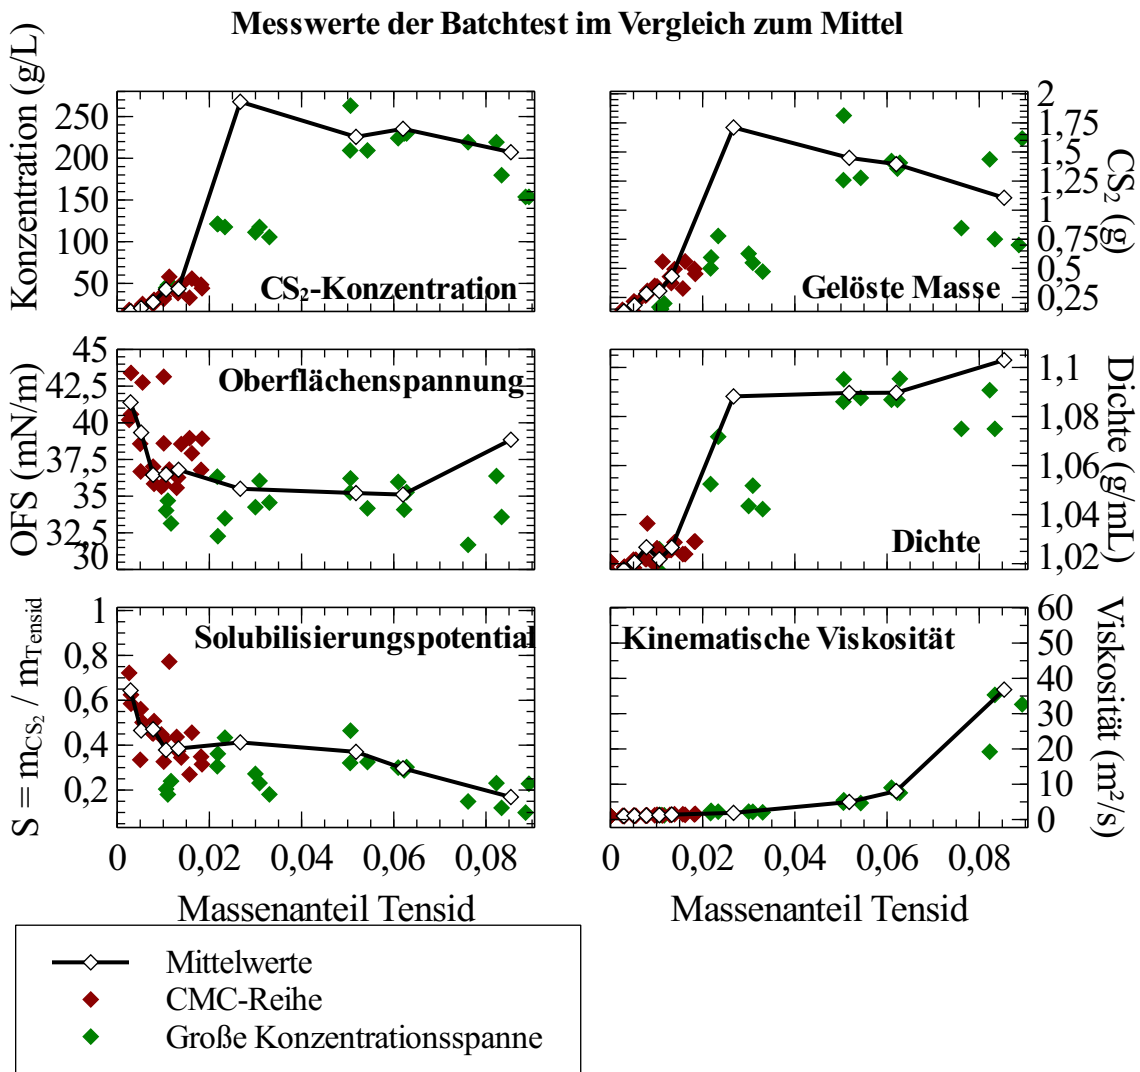 Messwerte der Batchtest im Vergleich zum Mittel
Konzentration (g/L)
250
200
150
100
50
CS₂-Konzentration
2
1,75
1,5
1,25
1
0,75
0,5
0,25
CS₂ (g)
Gelöste Masse
OFS (mN/m)
45
42,5
40
37,5
35
32,5
30
Oberflächenspannung
1,1
1,08
1,06
1,04
1,02
Dichte (g/mL)
Dichte
S = m_CS₂ / m_Tensid
1
0,8
0,6
0,4
0,2
Solubilisierungspotential
0 0,02 0,04 0,06 0,08
Massenanteil Tensid
Kinematische Viskosität
60
50
40
30
20
10
0
Viskosität (m²/s)
0 0,02 0,04 0,06 0,08
Massenanteil Tensid
Mittelwerte
CMC-Reihe
Große Konzentrationsspanne